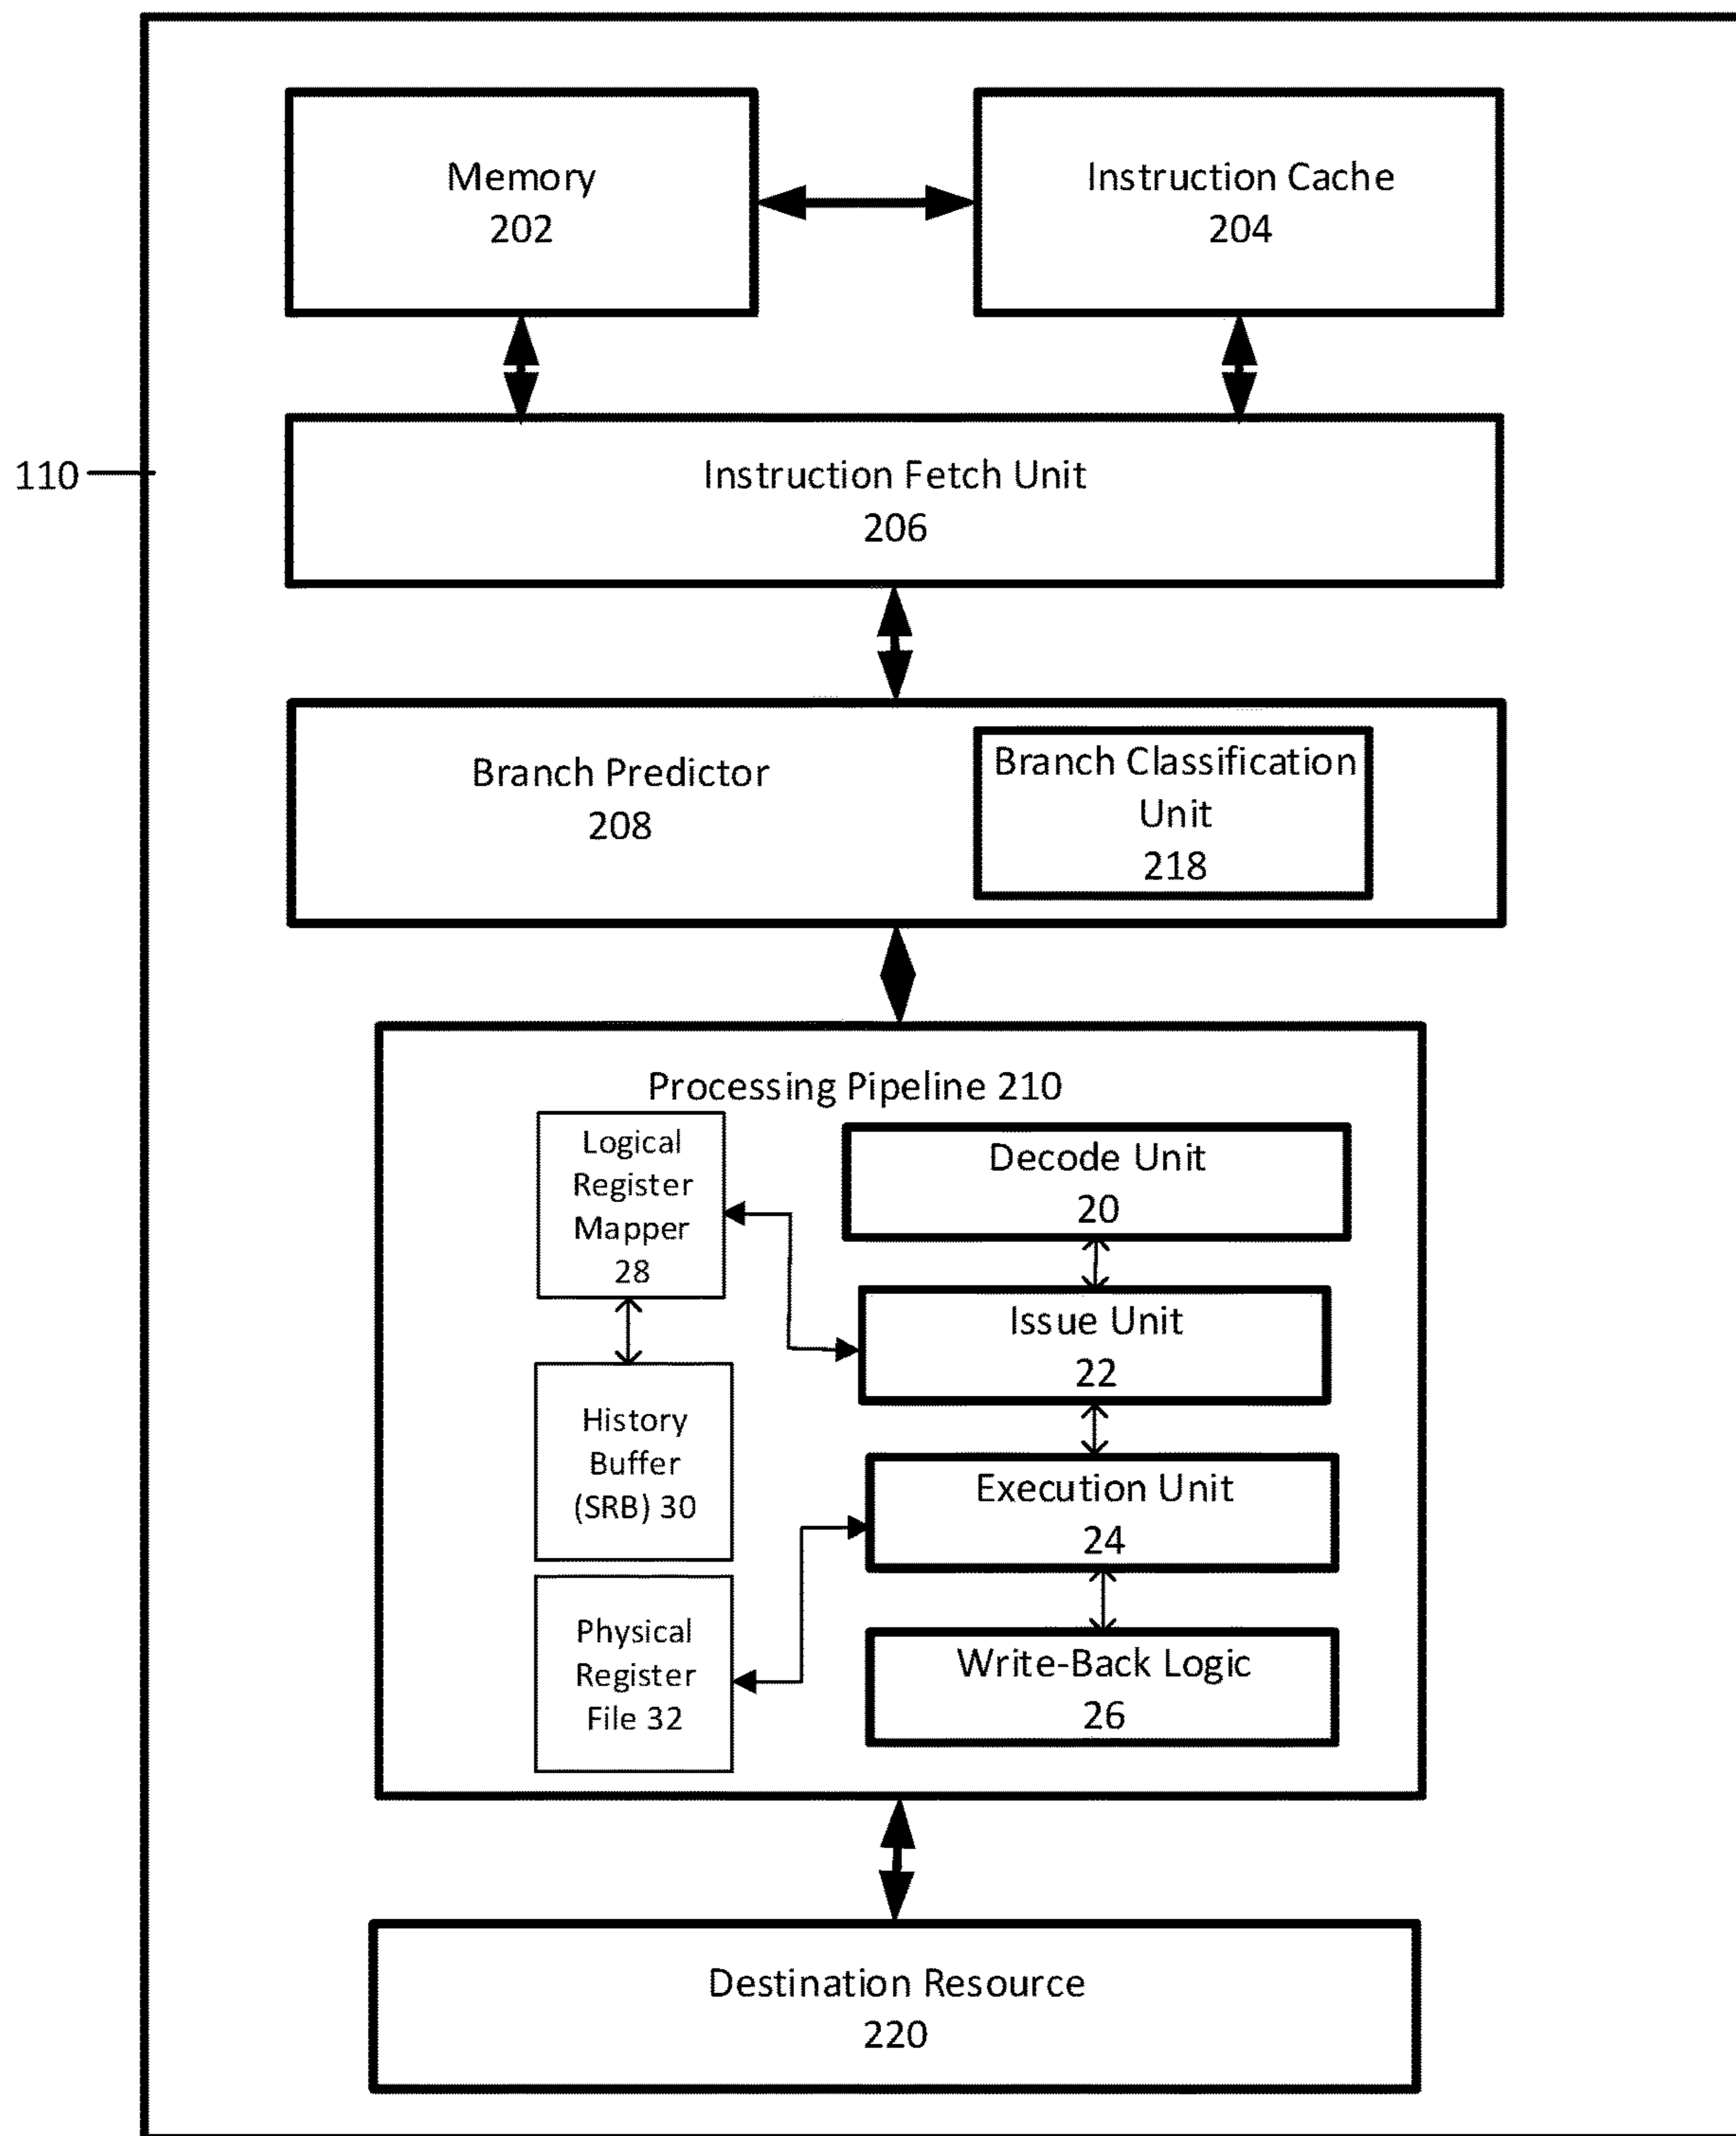 Memory
202
Instruction Cache
204
110
Instruction Fetch Unit
206
Branch Predictor
208
Branch Classification
Unit
218
Processing Pipeline 210
Logical
Register
Mapper
28
Decode Unit
20
Issue Unit
22
History
Buffer
(SRB) 30
Execution Unit
24
Physical
Register
File 32
Write-Back Logic
26
Destination Resource
220